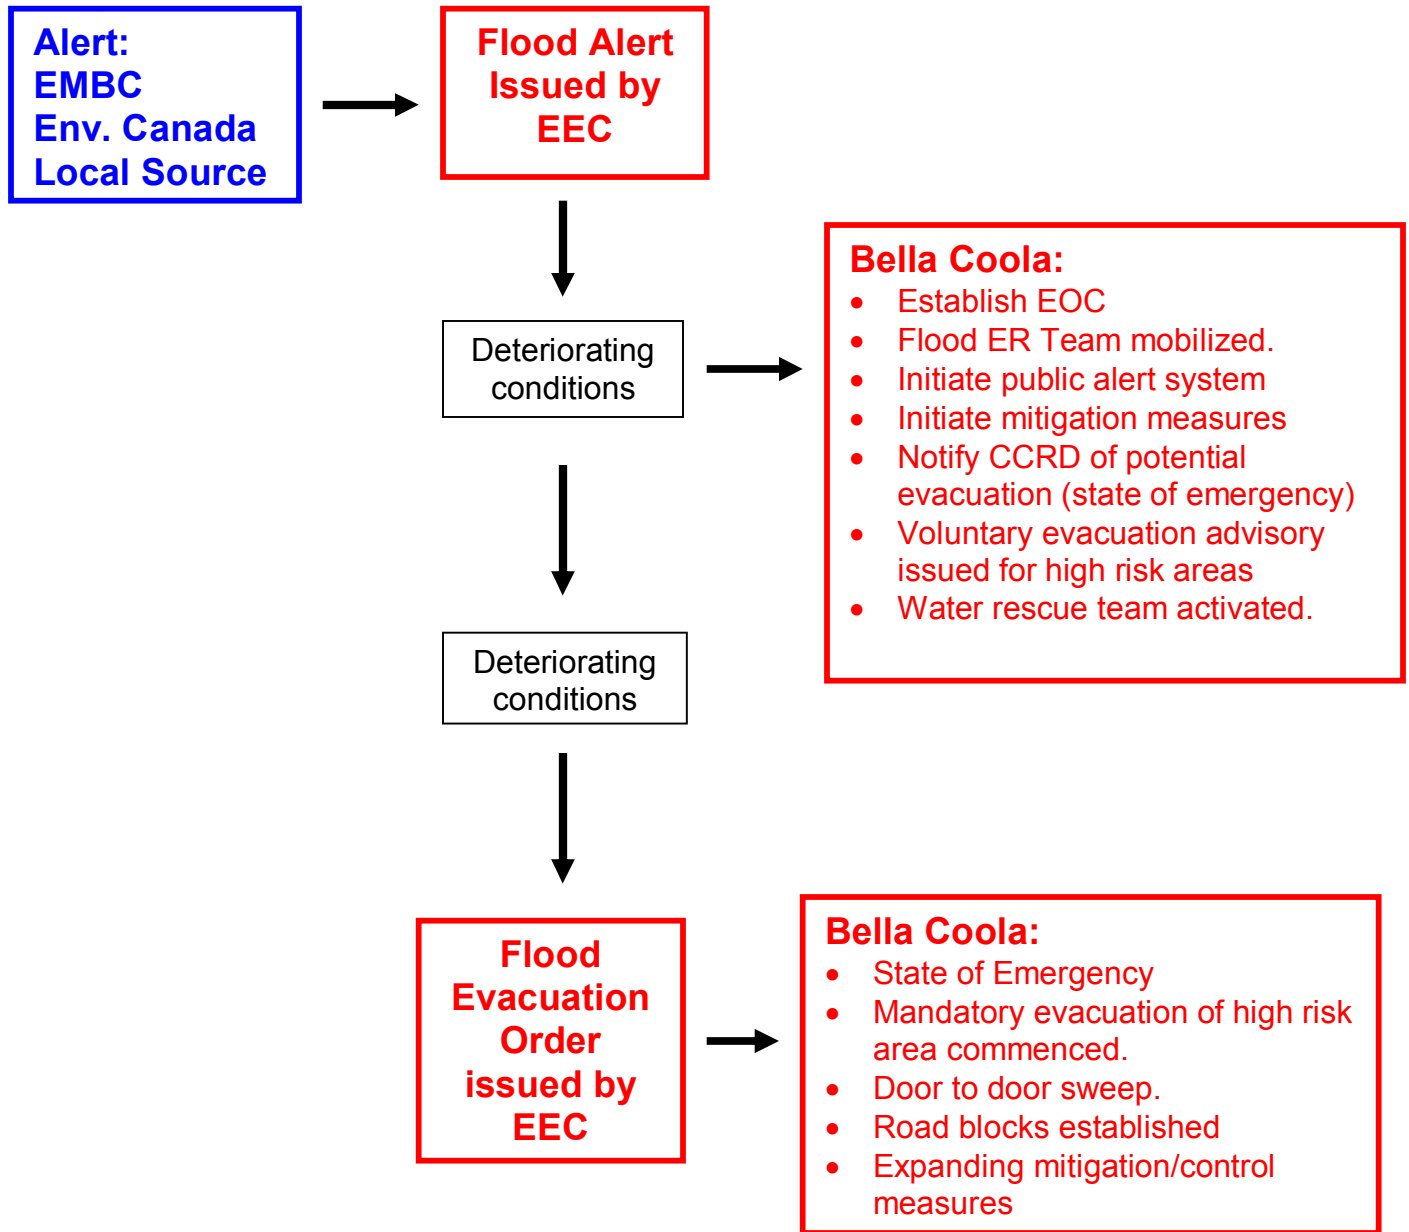 Alert:
EMBC
Env. Canada
Local Source
Flood Alert
Issued by
EEC
Deteriorating
conditions
Bella Coola:
• Establish EOC
• Flood ER Team mobilized.
• Initiate public alert system
• Initiate mitigation measures
• Notify CCRD of potential
evacuation (state of emergency)
• Voluntary evacuation advisory
issued for high risk areas
• Water rescue team activated.
Deteriorating
conditions
Flood
Evacuation
Order
issued by
EEC
Bella Coola:
• State of Emergency
• Mandatory evacuation of high risk
area commenced.
• Door to door sweep.
• Road blocks established
• Expanding mitigation/control
measures